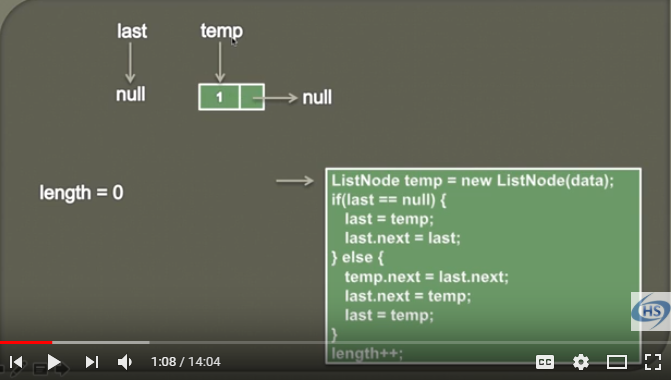 last temp
null 1 null
length = 0
ListNode temp = new ListNode(data);
if(last == null) {
last = temp;
last.next = last;
} else {
temp.next = last.next;
last.next = temp;
last = temp;
}
length++;
HS
1:08 / 14:04 CC